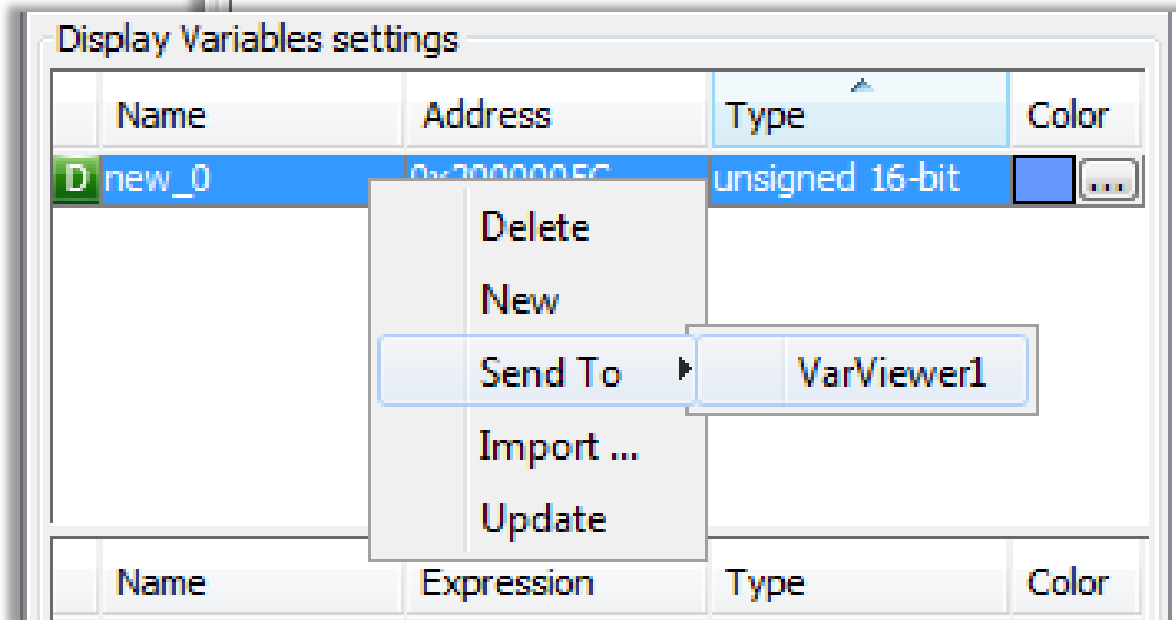 Display Variables settings
Name Address Type Color
D new_0 unsigned 16-bit ...
Delete
New
Send To VarViewer1
Import ...
Update
Name Expression Type Color